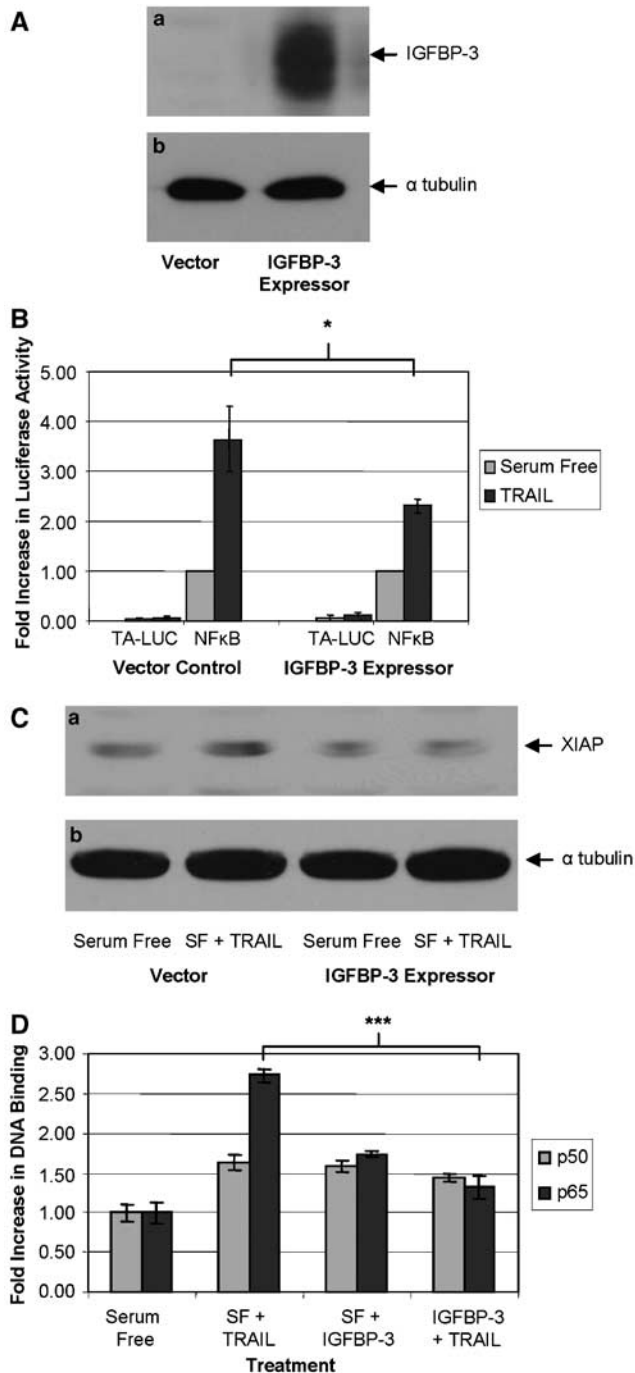 A
a
IGFBP-3
b
α tubulin
Vector
IGFBP-3
Expressor
B
*
Fold Increase in Luciferase Activity
5.00
4.00
3.00
2.00
1.00
0.00
TA-LUC NFκB TA-LUC NFκB
Vector Control IGFBP-3 Expressor
Serum Free
TRAIL
C
a
XIAP
b
α tubulin
Serum Free SF + TRAIL Serum Free SF + TRAIL
Vector IGFBP-3 Expressor
D
***
Fold Increase in DNA Binding
3.00
2.50
2.00
1.50
1.00
0.50
0.00
Serum
Free
SF +
TRAIL
SF +
IGFBP-3
IGFBP-3
+ TRAIL
Treatment
p50
p65